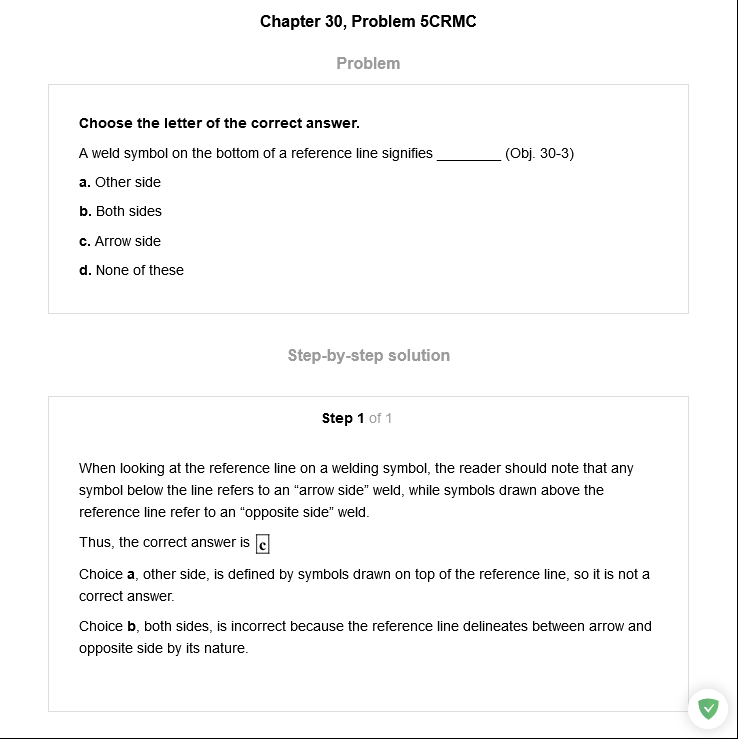 Chapter 30, Problem 5CRMC
Problem
Choose the letter of the correct answer.
A weld symbol on the bottom of a reference line signifies ________ (Obj. 30-3)
a. Other side
b. Both sides
c. Arrow side
d. None of these
Step-by-step solution
Step 1 of 1
When looking at the reference line on a welding symbol, the reader should note that any
symbol below the line refers to an “arrow side” weld, while symbols drawn above the
reference line refer to an “opposite side” weld.
Thus, the correct answer is c
Choice a, other side, is defined by symbols drawn on top of the reference line, so it is not a
correct answer.
Choice b, both sides, is incorrect because the reference line delineates between arrow and
opposite side by its nature.